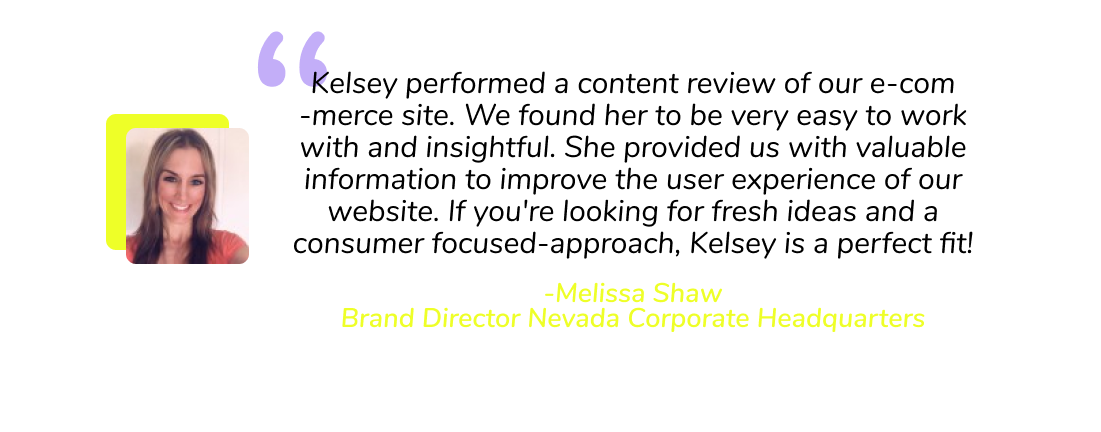 “
Kelsey performed a content review of our e-com
-merce site. We found her to be very easy to work
with and insightful. She provided us with valuable
information to improve the user experience of our
website. If you're looking for fresh ideas and a
consumer focused-approach, Kelsey is a perfect fit!
-Melissa Shaw
Brand Director Nevada Corporate Headquarters